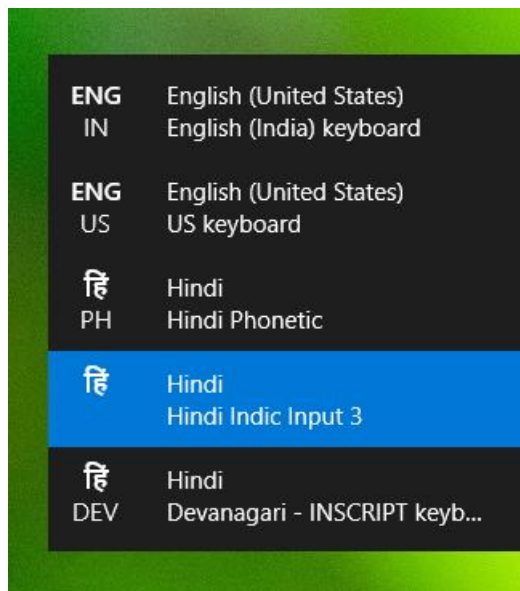 ENG English (United States)
IN English (India) keyboard
ENG English (United States)
US US keyboard
हिं Hindi
PH Hindi Phonetic
हिं Hindi
Hindi Indic Input 3
हिं Hindi
DEV Devanagari - INSCRIPT keyb...